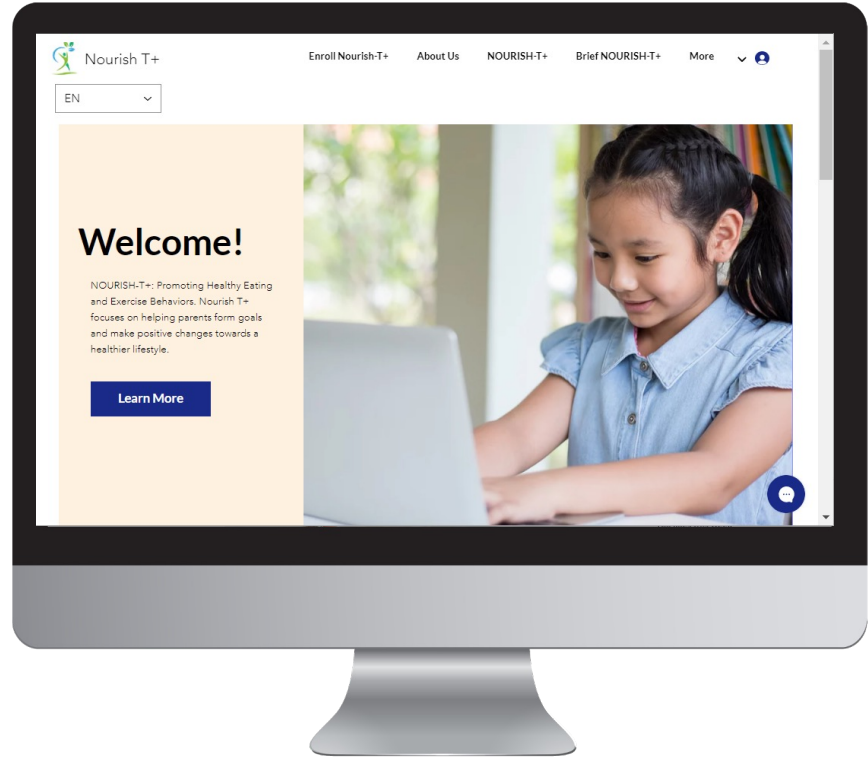 Nourish T+
Enroll Nourish-T+ About Us NOURISH-T+ Brief NOURISH-T+ More
EN
Welcome!
NOURISH-T+: Promoting Healthy Eating
and Exercise Behaviors. Nourish T+
focuses on helping parents form goals
and make positive changes towards a
healthier lifestyle.
Learn More